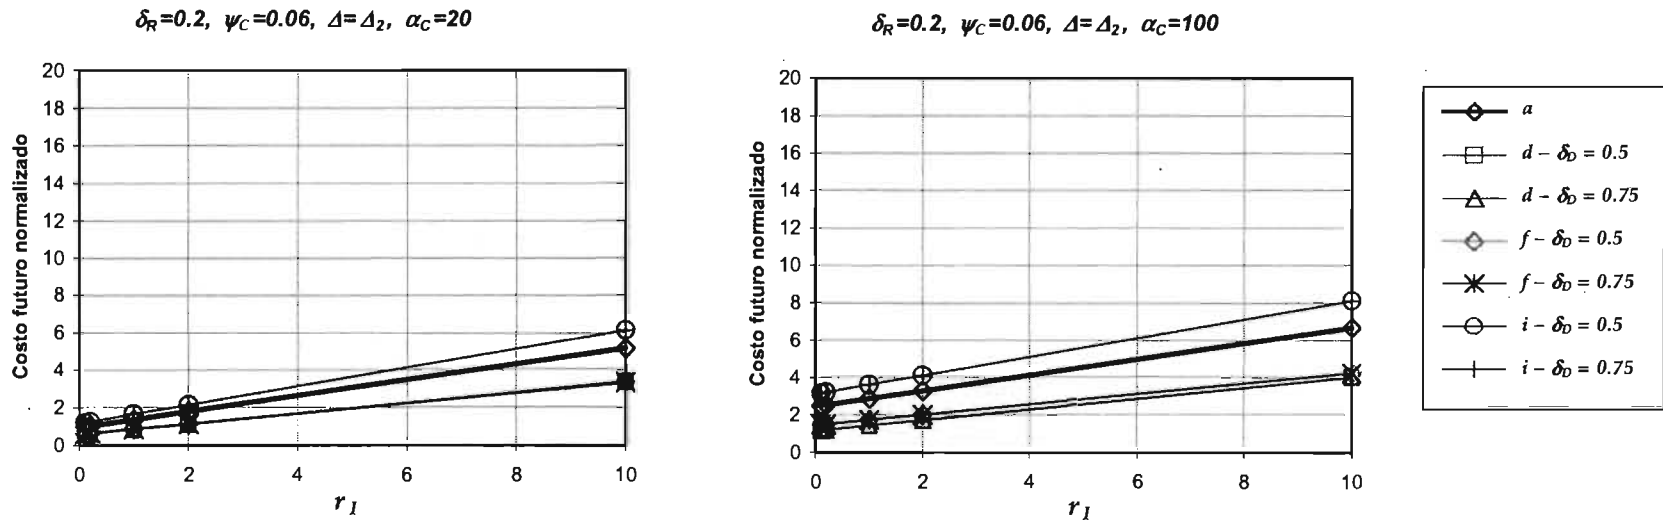 δR=0.2, ψC=0.06, Δ=Δ2, αC=20
Costo futuro normalizado
20
18
16
14
12
10
8
6
4
2
0
0 2 4 6 8 10
r I
δR=0.2, ψC=0.06, Δ=Δ2, αC=100
Costo futuro normalizado
20
18
16
14
12
10
8
6
4
2
0
0 2 4 6 8 10
r I
a
d – δD = 0.5
d – δD = 0.75
f – δD = 0.5
f – δD = 0.75
i – δD = 0.5
i – δD = 0.75